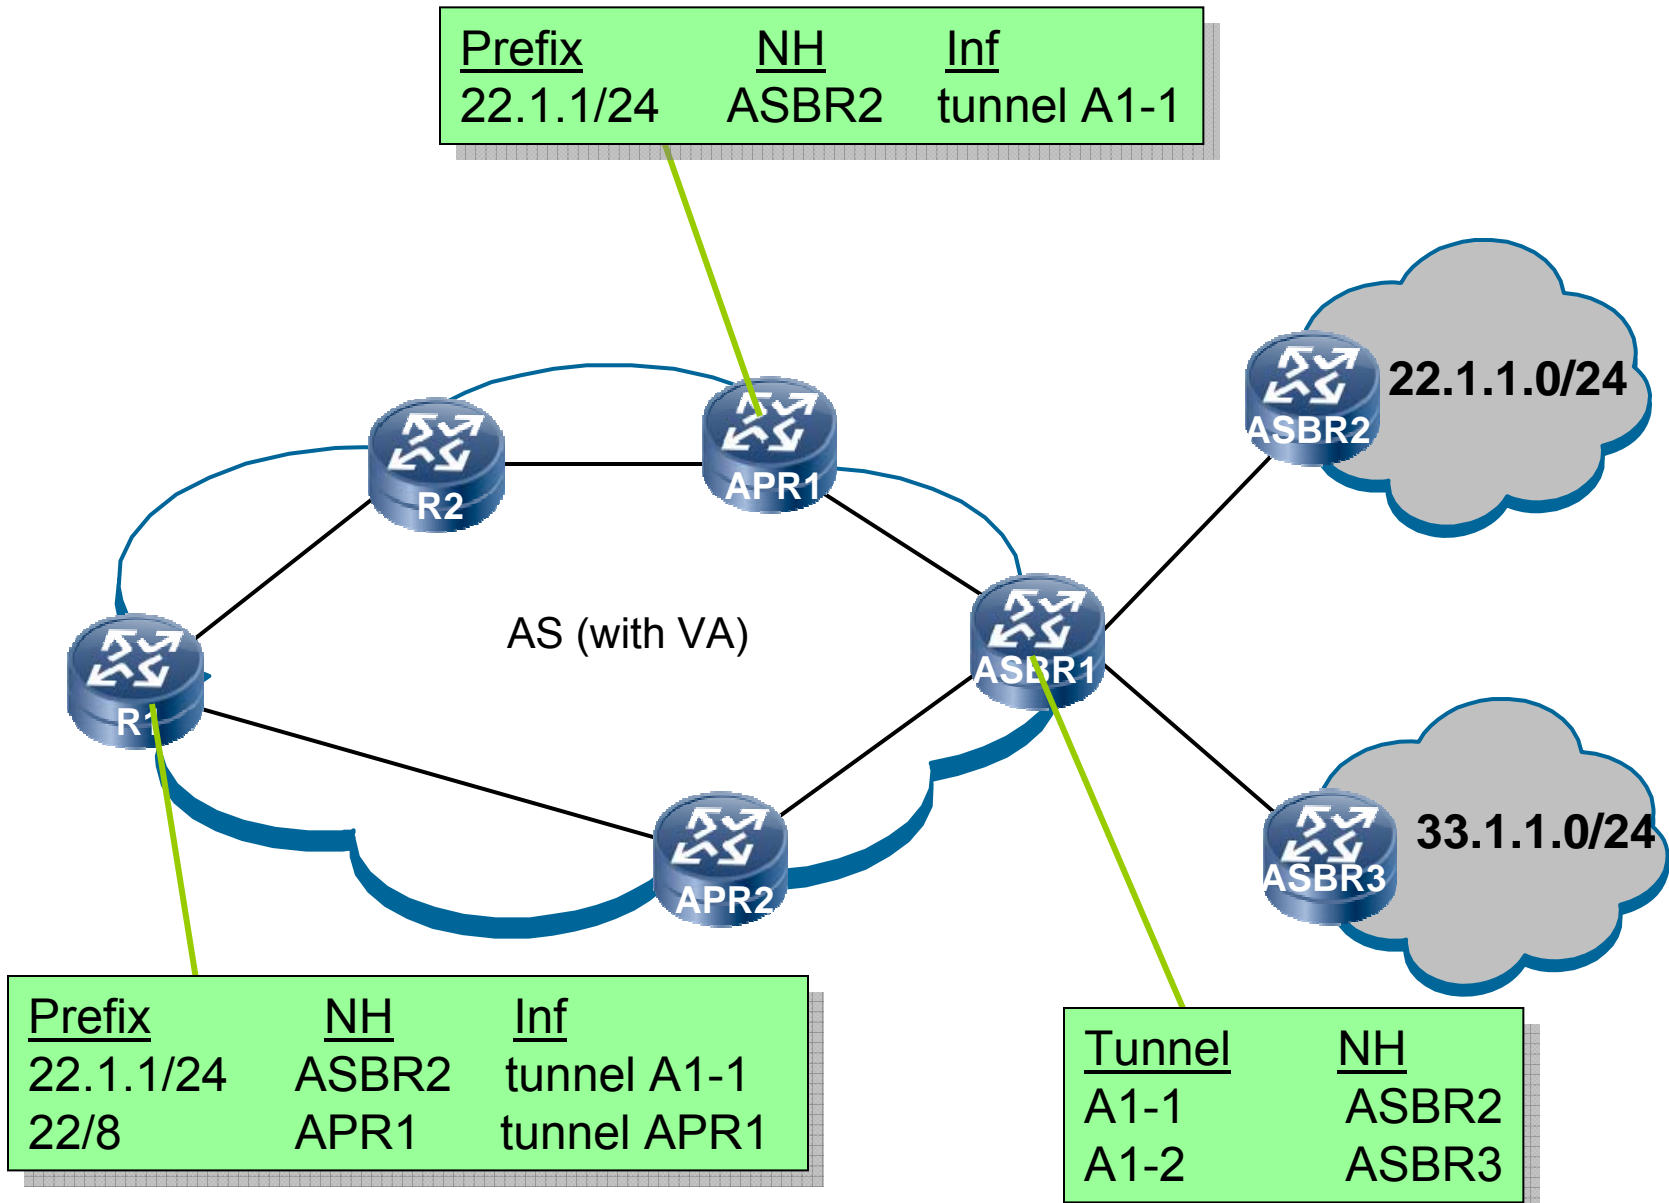 Prefix NH Inf
22.1.1/24 ASBR2 tunnel A1-1
22.1.1.0/24
ASBR2
APR1
R2
AS (with VA)
ASBR1
R1
33.1.1.0/24
ASBR3
APR2
Prefix NH Inf
22.1.1/24 ASBR2 tunnel A1-1
22/8 APR1 tunnel APR1
Tunnel NH
A1-1 ASBR2
A1-2 ASBR3